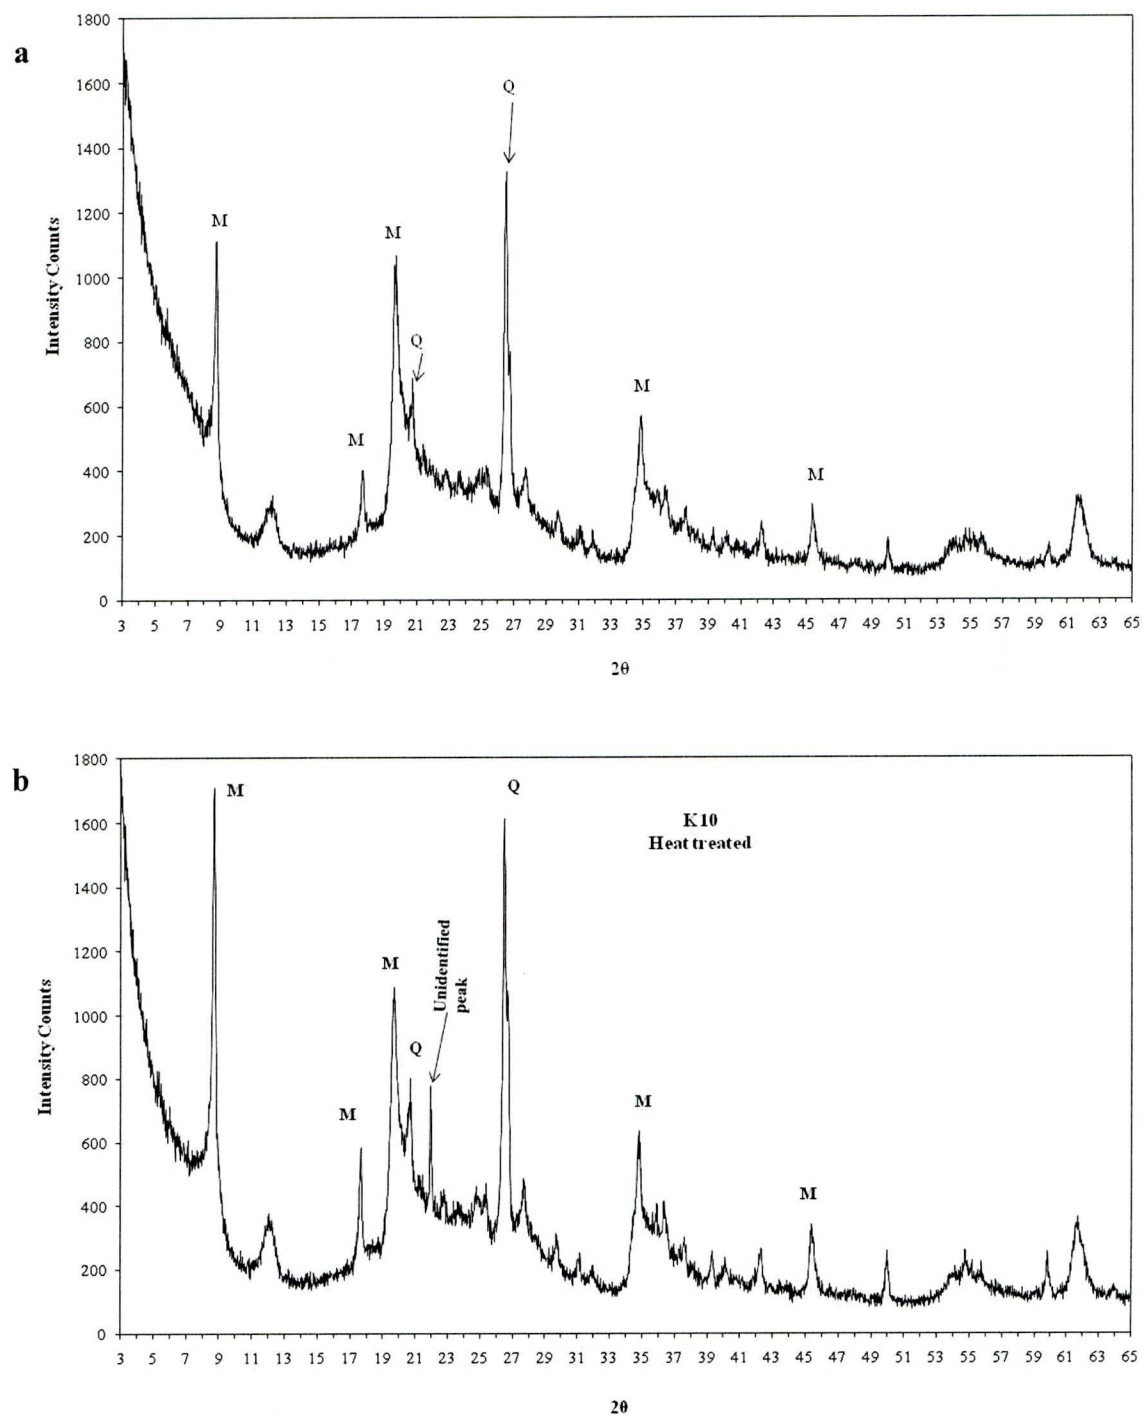 a
1800
1600
1400
1200
1000
800
600
400
200
0
Intensity Counts
M
M
Q
Q
M
M
M
3 5 7 9 11 13 15 17 19 21 23 25 27 29 31 33 35 37 39 41 43 45 47 49 51 53 55 57 59 61 63 65
2θ
b
1800
1600
1400
1200
1000
800
600
400
200
0
Intensity Counts
M
Q
K10
Heat treated
Unidentified
peak
M
Q
M
M
M
3 5 7 9 11 13 15 17 19 21 23 25 27 29 31 33 35 37 39 41 43 45 47 49 51 53 55 57 59 61 63 65
2θ